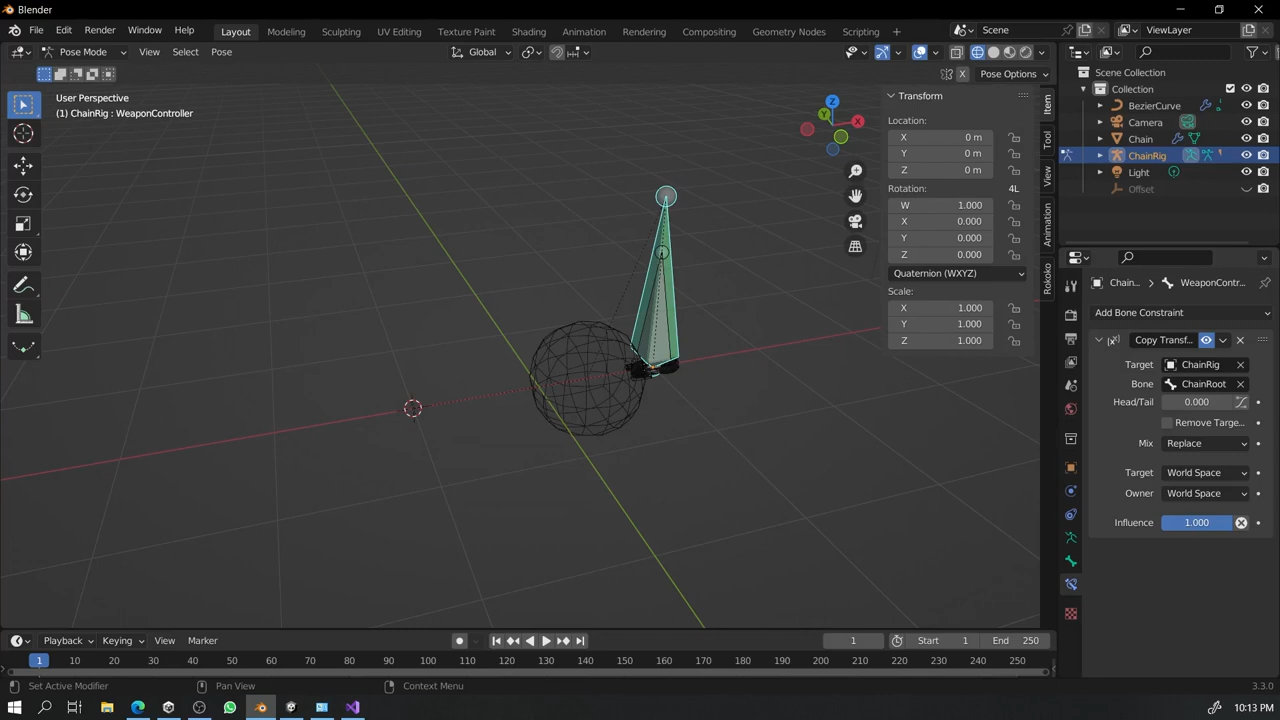 Blender
File Edit Render Window Help Layout Modeling Sculpting UV Editing Texture Paint Shading Animation Rendering Compositing Geometry Nodes Scripting + Scene ViewLayer
Pose Mode View Select Pose Global
X Pose Options
User Perspective
(1) ChainRig : WeaponController
Z
Y
X
Transform
Location:
X 0 m
Y 0 m
Z 0 m
Rotation: 4L
W 1.000
X 0.000
Y 0.000
Z 0.000
Quaternion (WXYZ)
Scale:
X 1.000
Y 1.000
Z 1.000
Item
Tool
View
Animation
Rokoko
Scene Collection
Collection
BezierCurve
Camera
Chain
ChainRig
Light
Offset
Chain... WeaponContr...
Add Bone Constraint
Copy Transf...
Target ChainRig
Bone ChainRoot
Head/Tail 0.000
Remove Targe...
Mix Replace
Target World Space
Owner World Space
Influence 1.000
Playback Keying View Marker 1 Start 1 End 250
1 10 20 30 40 50 60 70 80 90 100 110 120 130 140 150 160 170 180 190 200 210 220 230 240 250
Set Active Modifier Pan View Context Menu 3.3.0
10:13 PM